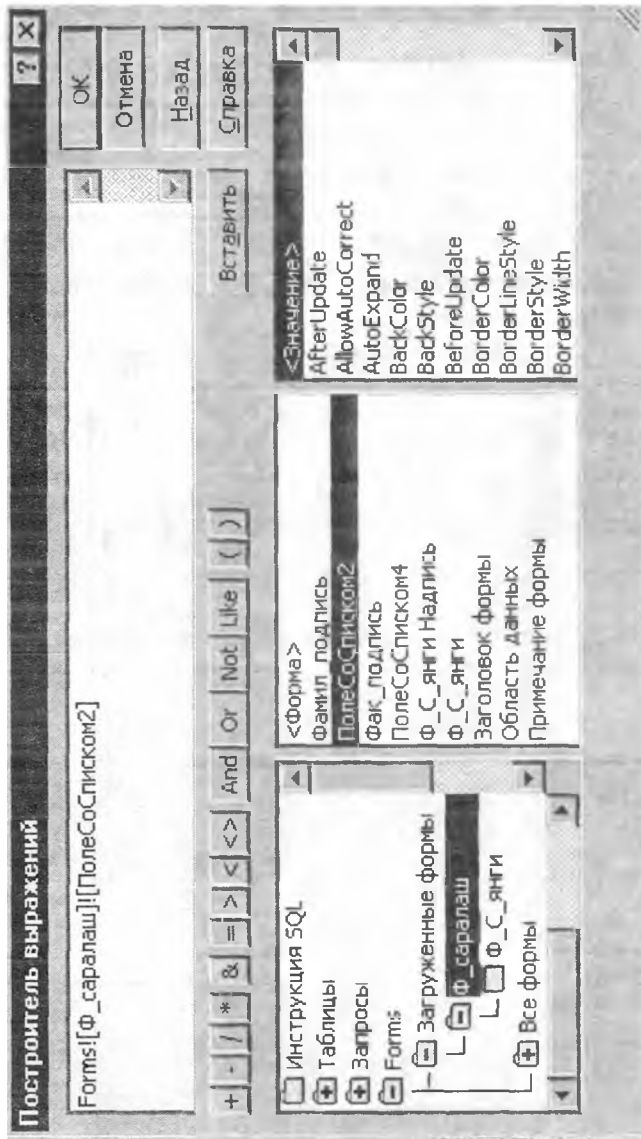 Построитель выражений
Forms![Ф_саралаш]![ПолеСоСписком2]
OK
Отмена
Назад
Справка
+ - / * & = > < <> And Or Not Like ( )
Вставить
Инструкция SQL
Таблицы
Запросы
Forms
Загруженные формы
Ф_саралаш
Ф_С_янги
Все формы
<Форма>
Фамил_подпись
ПолеСоСписком2
Фак_подпись
ПолеСоСписком4
Ф_С_янги Надпись
Ф_С_янги
Заголовок формы
Область данных
Примечание формы
<Значение>
AfterUpdate
AllowAutoCorrect
AutoExpand
BackColor
BackStyle
BeforeUpdate
BorderColor
BorderLineStyle
BorderStyle
BorderWidth